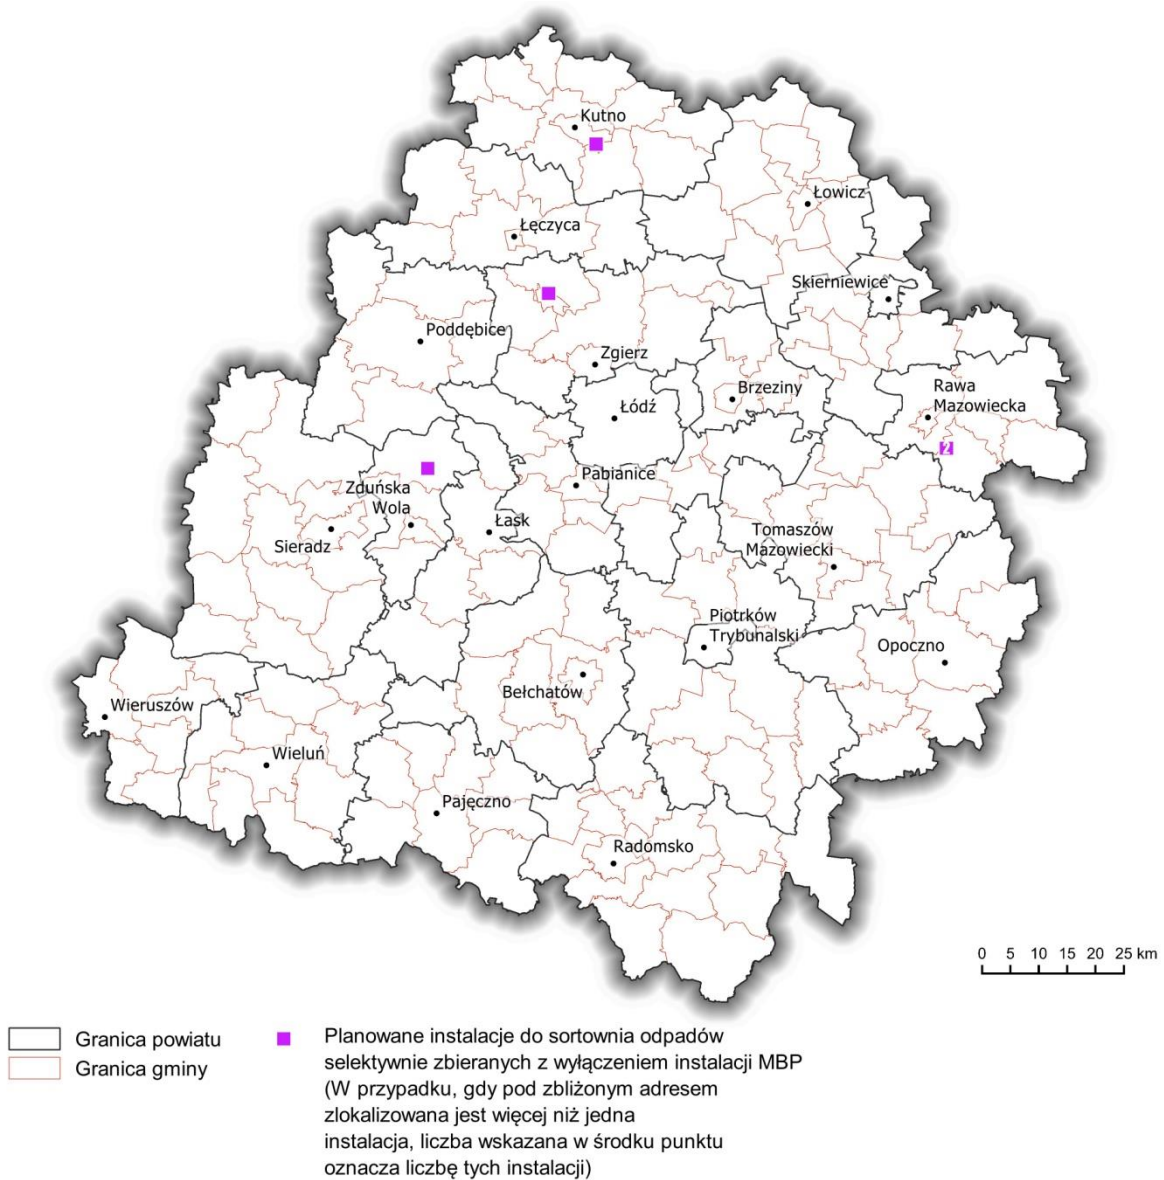 Kutno
Łowicz
Łęczyca
Skierniewice
Poddębice
Zgierz
Rawa
Mazowiecka
Brzeziny
Łódź
2
Pabianice
Zduńska
Wola
Łask
Sieradz
Tomaszów
Mazowiecki
Piotrków
Trybunalski
Opoczno
Bełchatów
Wieruszów
Wieluń
Pajęczno
Radomsko
0 5 10 15 20 25 km
Granica powiatu
Granica gminy
Planowane instalacje do sortownia odpadów
selektywnie zbieranych z wyłączeniem instalacji MBP
(W przypadku, gdy pod zbliżonym adresem
zlokalizowana jest więcej niż jedna
instalacja, liczba wskazana w środku punktu
oznacza liczbę tych instalacji)